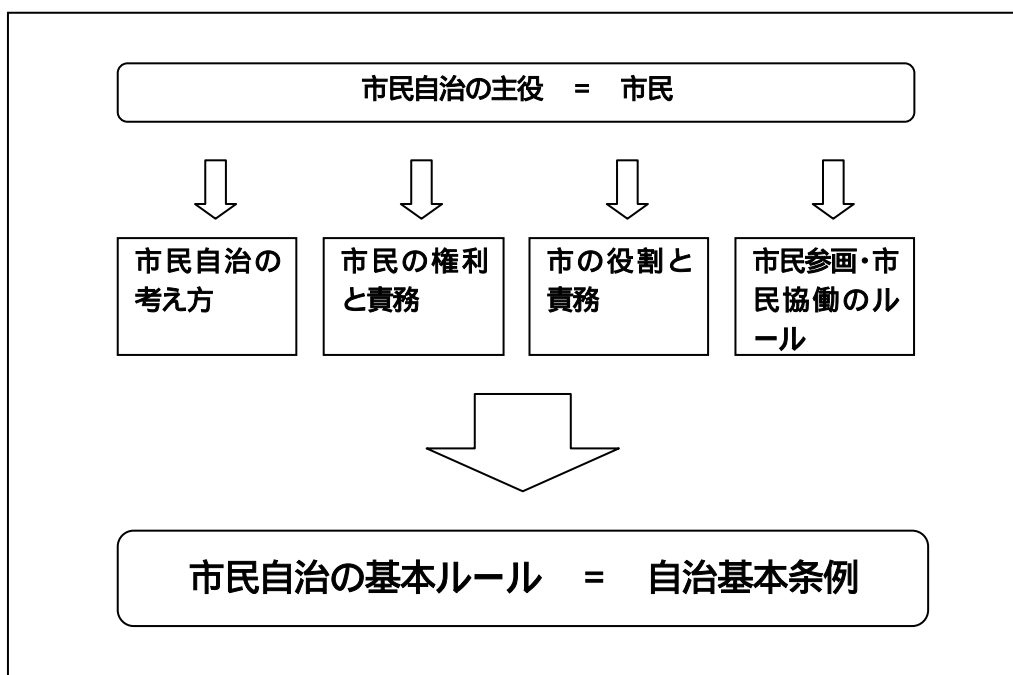 市民自治の主役　=　市民
市民自治の
考え方
市民の権利
と責務
市の役割と
責務
市民参画・市
民協働のル
ール
市民自治の基本ルール　=　自治基本条例